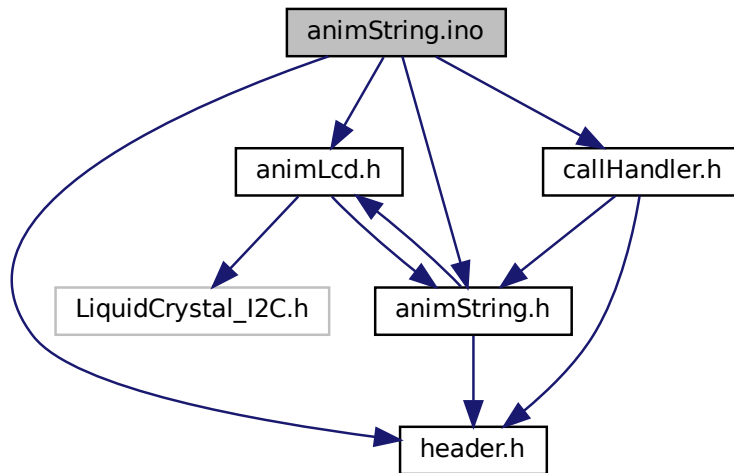 animString.ino
animLcd.h
callHandler.h
LiquidCrystal_I2C.h
animString.h
header.h